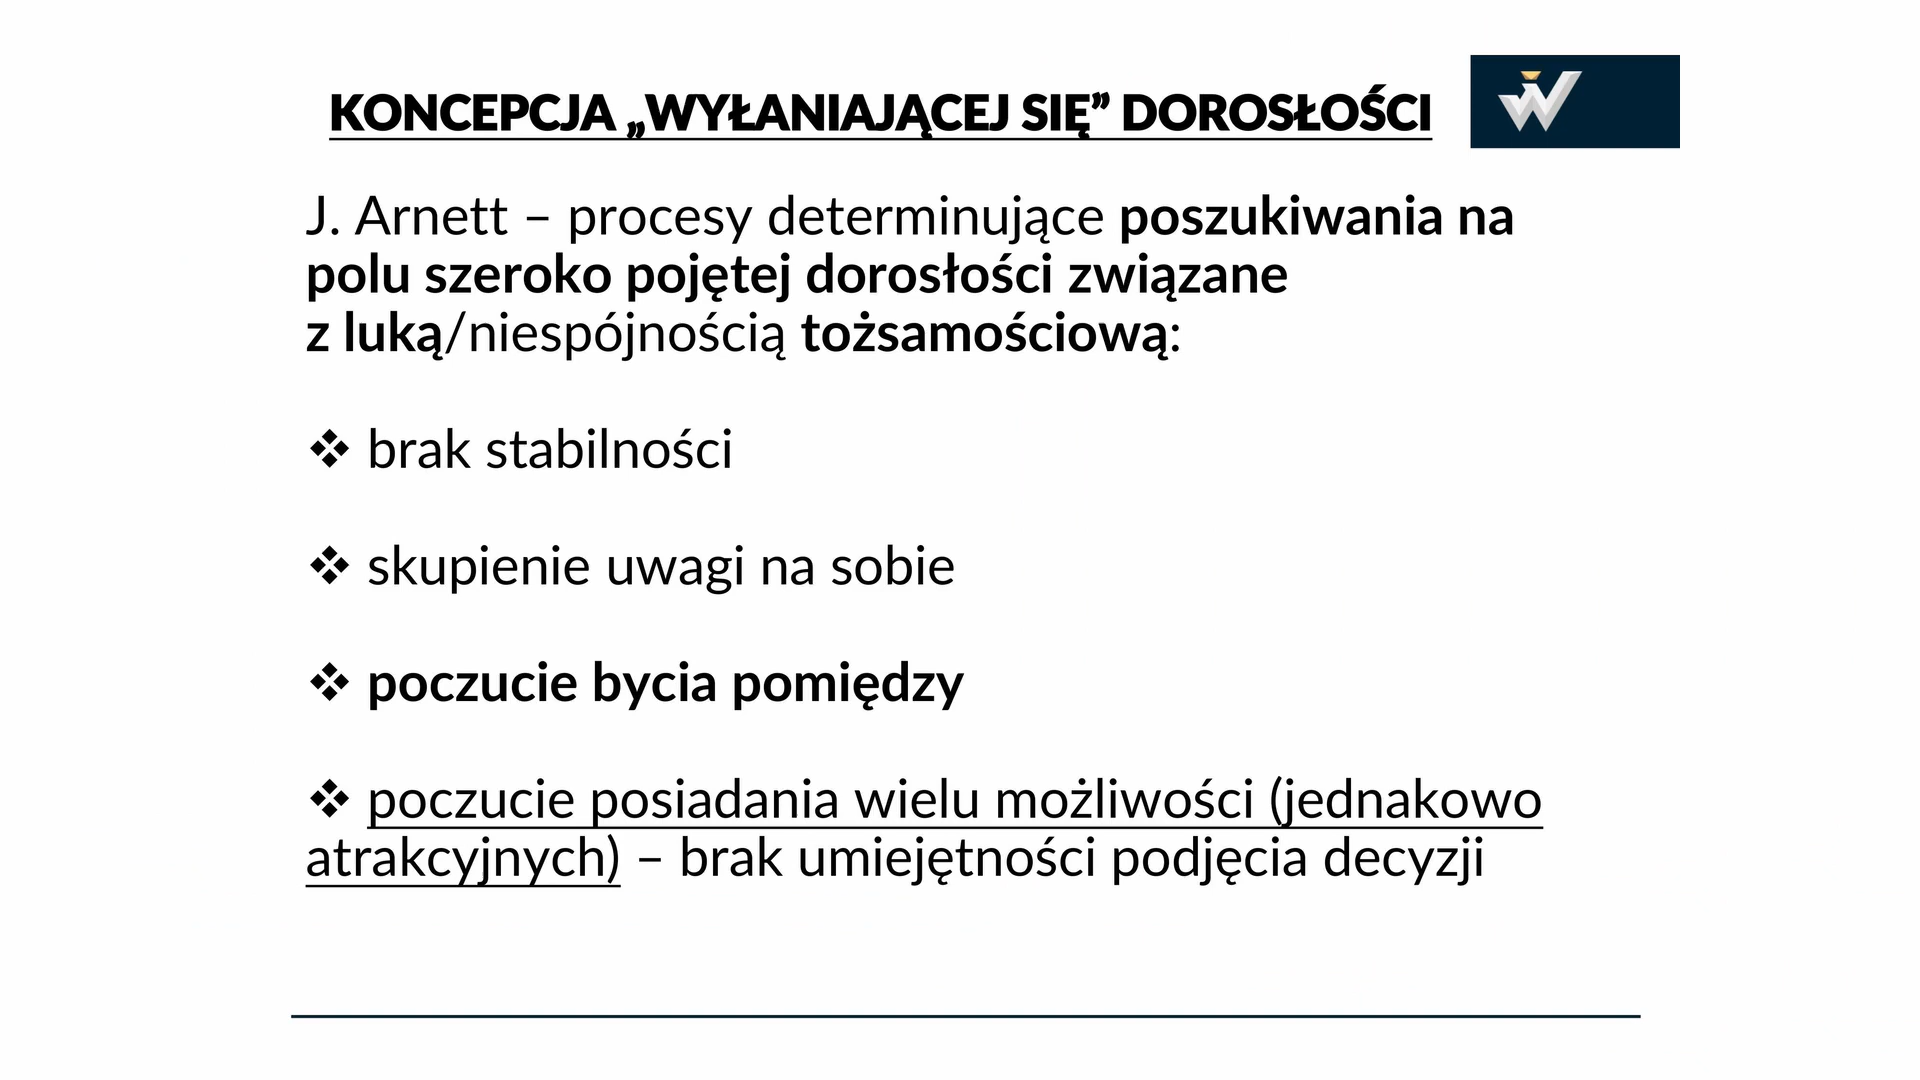 KONCEPCJA „WYŁANIAJĄCEJ SIĘ” DOROSŁOŚCI
J. Arnett – procesy determinujące poszukiwania na
polu szeroko pojętej dorosłości związane
z luką/niespójnością tożsamościową:
❖ brak stabilności
❖ skupienie uwagi na sobie
❖ poczucie bycia pomiędzy
❖ poczucie posiadania wielu możliwości (jednakowo
atrakcyjnych) – brak umiejętności podjęcia decyzji